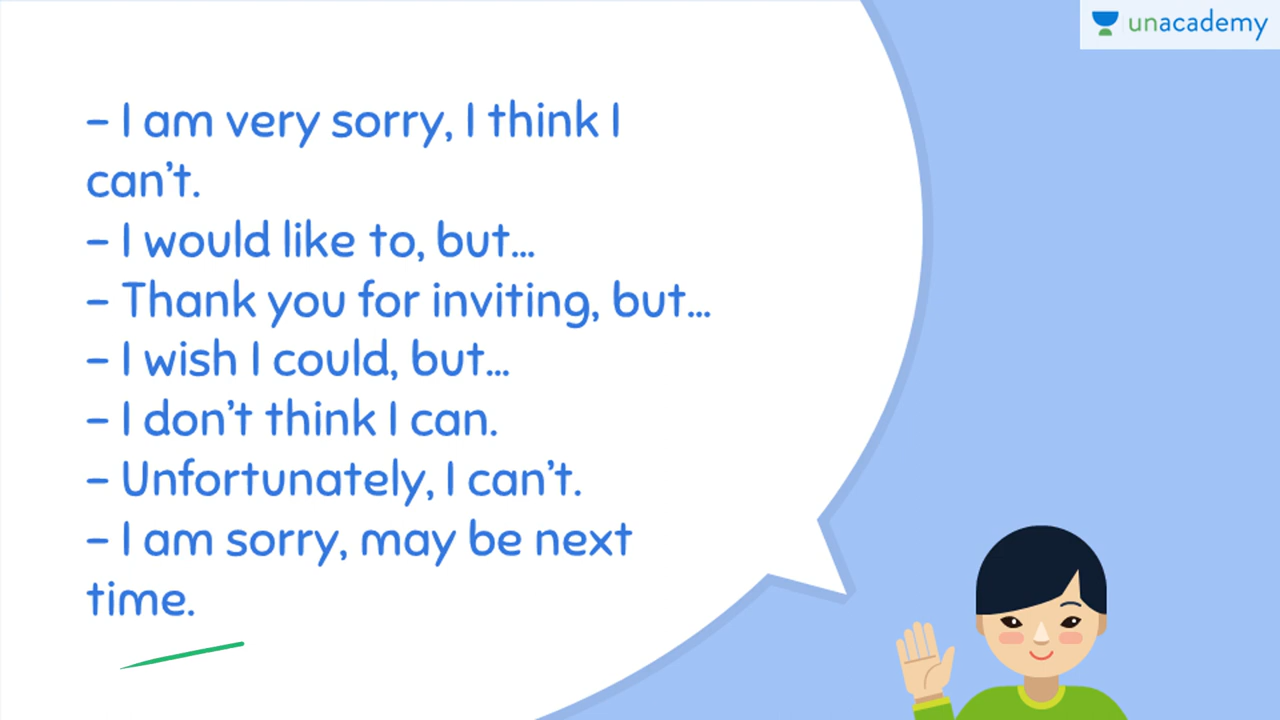 unacademy
– I am very sorry, I think I
can't.
– I would like to, but...
– Thank you for inviting, but...
– I wish I could, but...
– I don't think I can.
– Unfortunately, I can't.
– I am sorry, may be next
time.